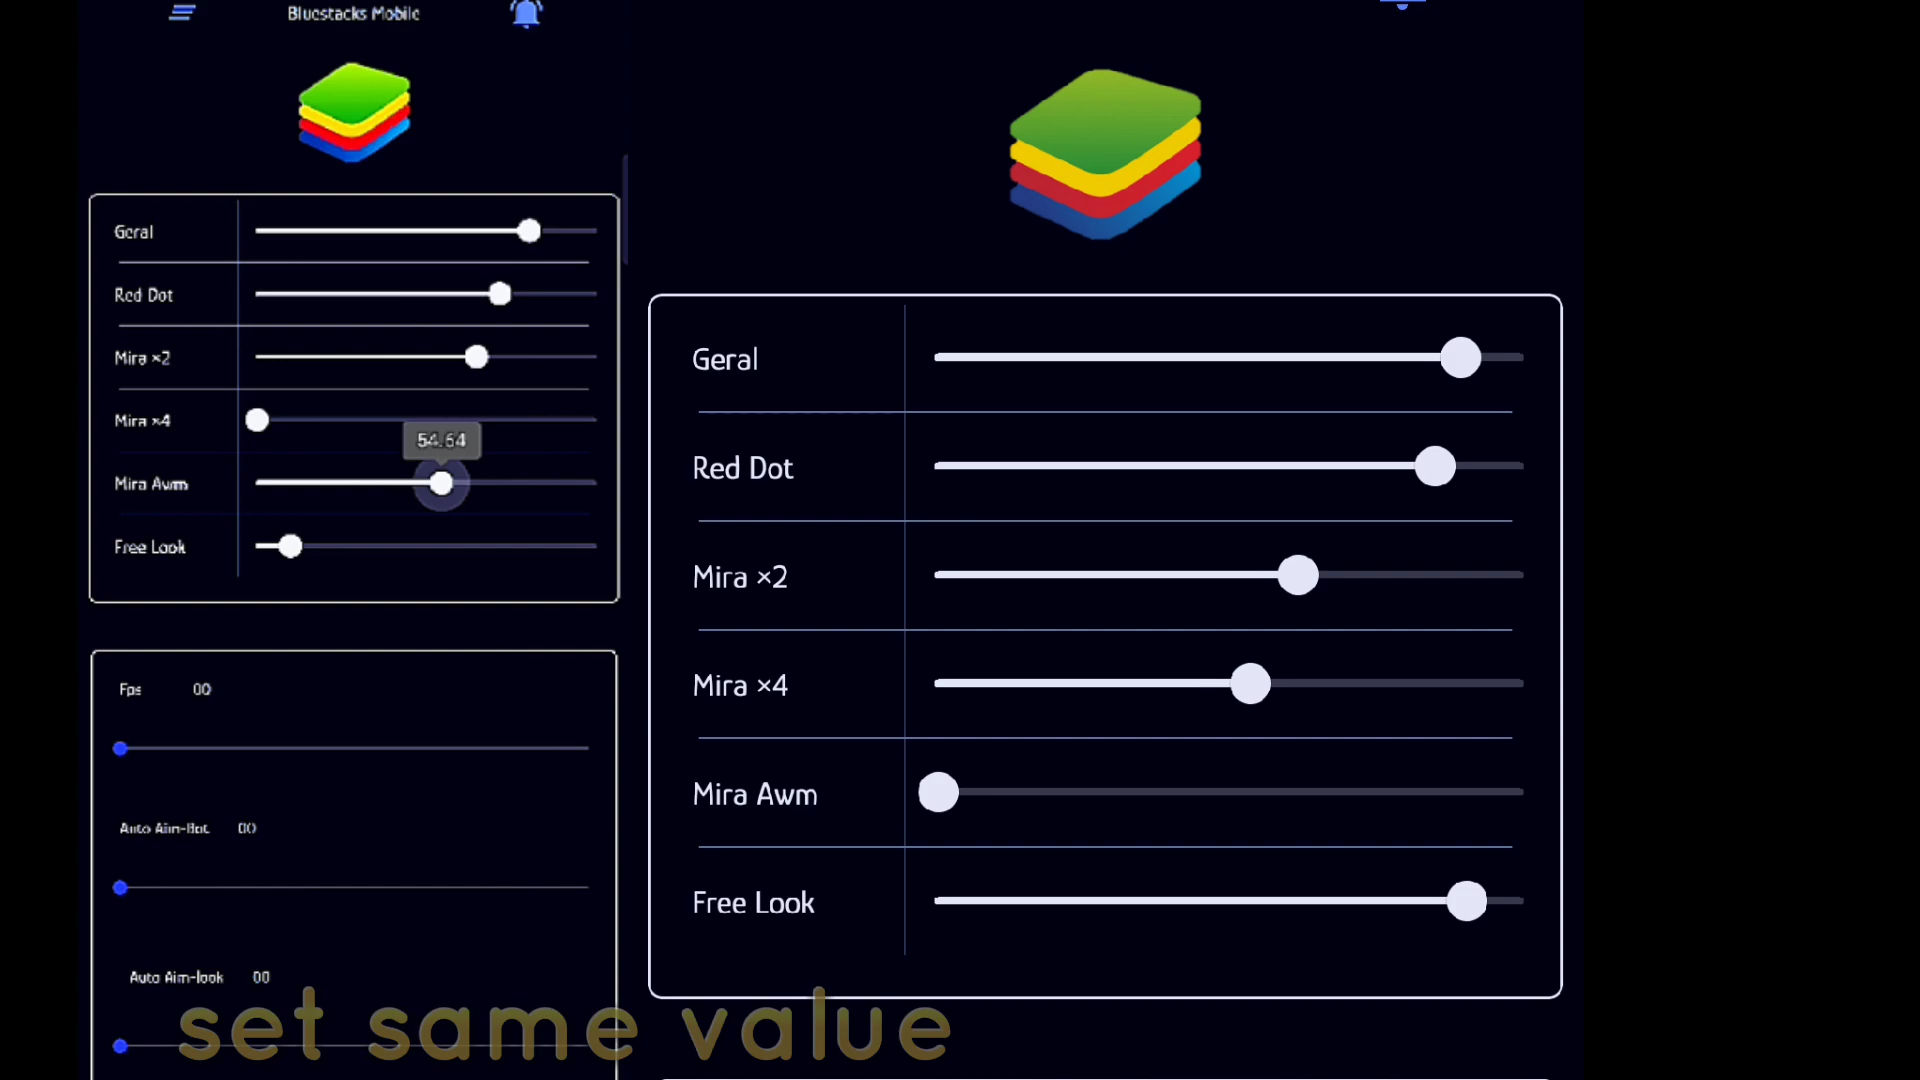 Bluestacks Mobile
Geral
Red Dot
Mira ×2
Mira ×4
54.64
Mira Awm
Free Look
Fps 00
Auto Aim-Bot 00
Auto Aim-look 00
Geral
Red Dot
Mira ×2
Mira ×4
Mira Awm
Free Look
set same value